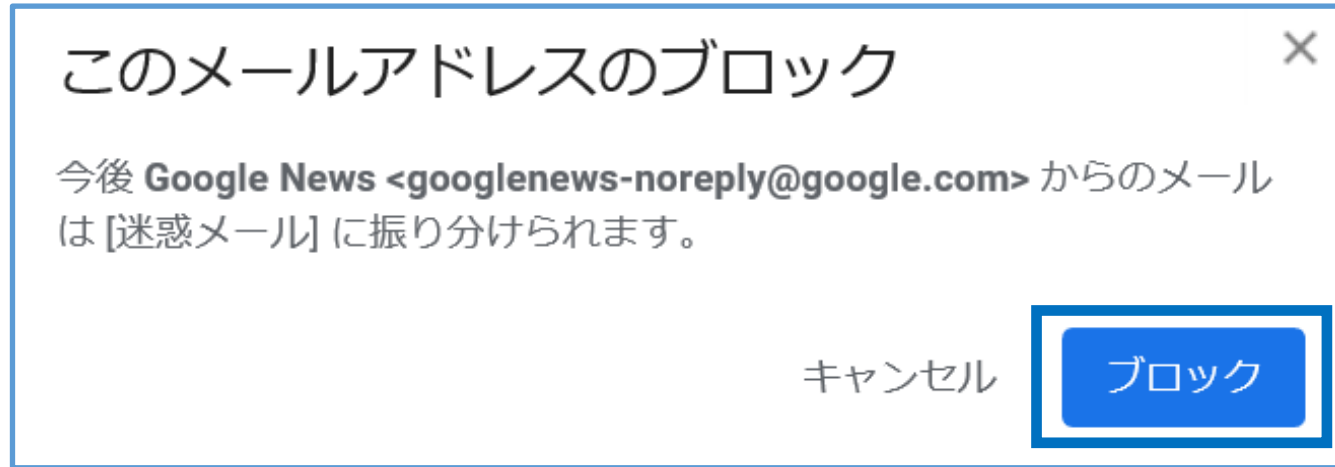 このメールアドレスのブロック
×
今後 Google News <googlenews-noreply@google.com> からのメール
は [迷惑メール] に振り分けられます。
キャンセル
ブロック